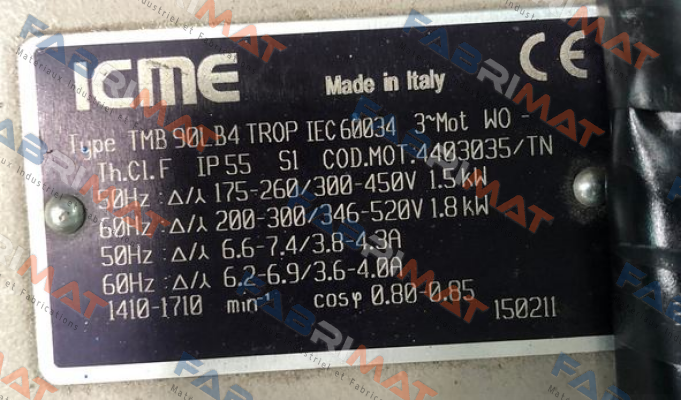 ICME
CE
Made in Italy
Type TMB 90L B4 TROP IEC 60034 3~Mot WO -
Th.Cl.F IP 55 S1 COD.MOT.4403035/TN
50Hz :Δ/⅄ 175-260/300-450V 1.5 kW
60Hz :Δ/⅄ 200-300/346-520V 1.8 kW
50Hz :Δ/⅄ 6.6-7.4/3.8-4.3A
60Hz :Δ/⅄ 6.2-6.9/3.6-4.0A
1410-1710 min⁻¹ cosφ 0.80-0.85
150211
FABRIMAT